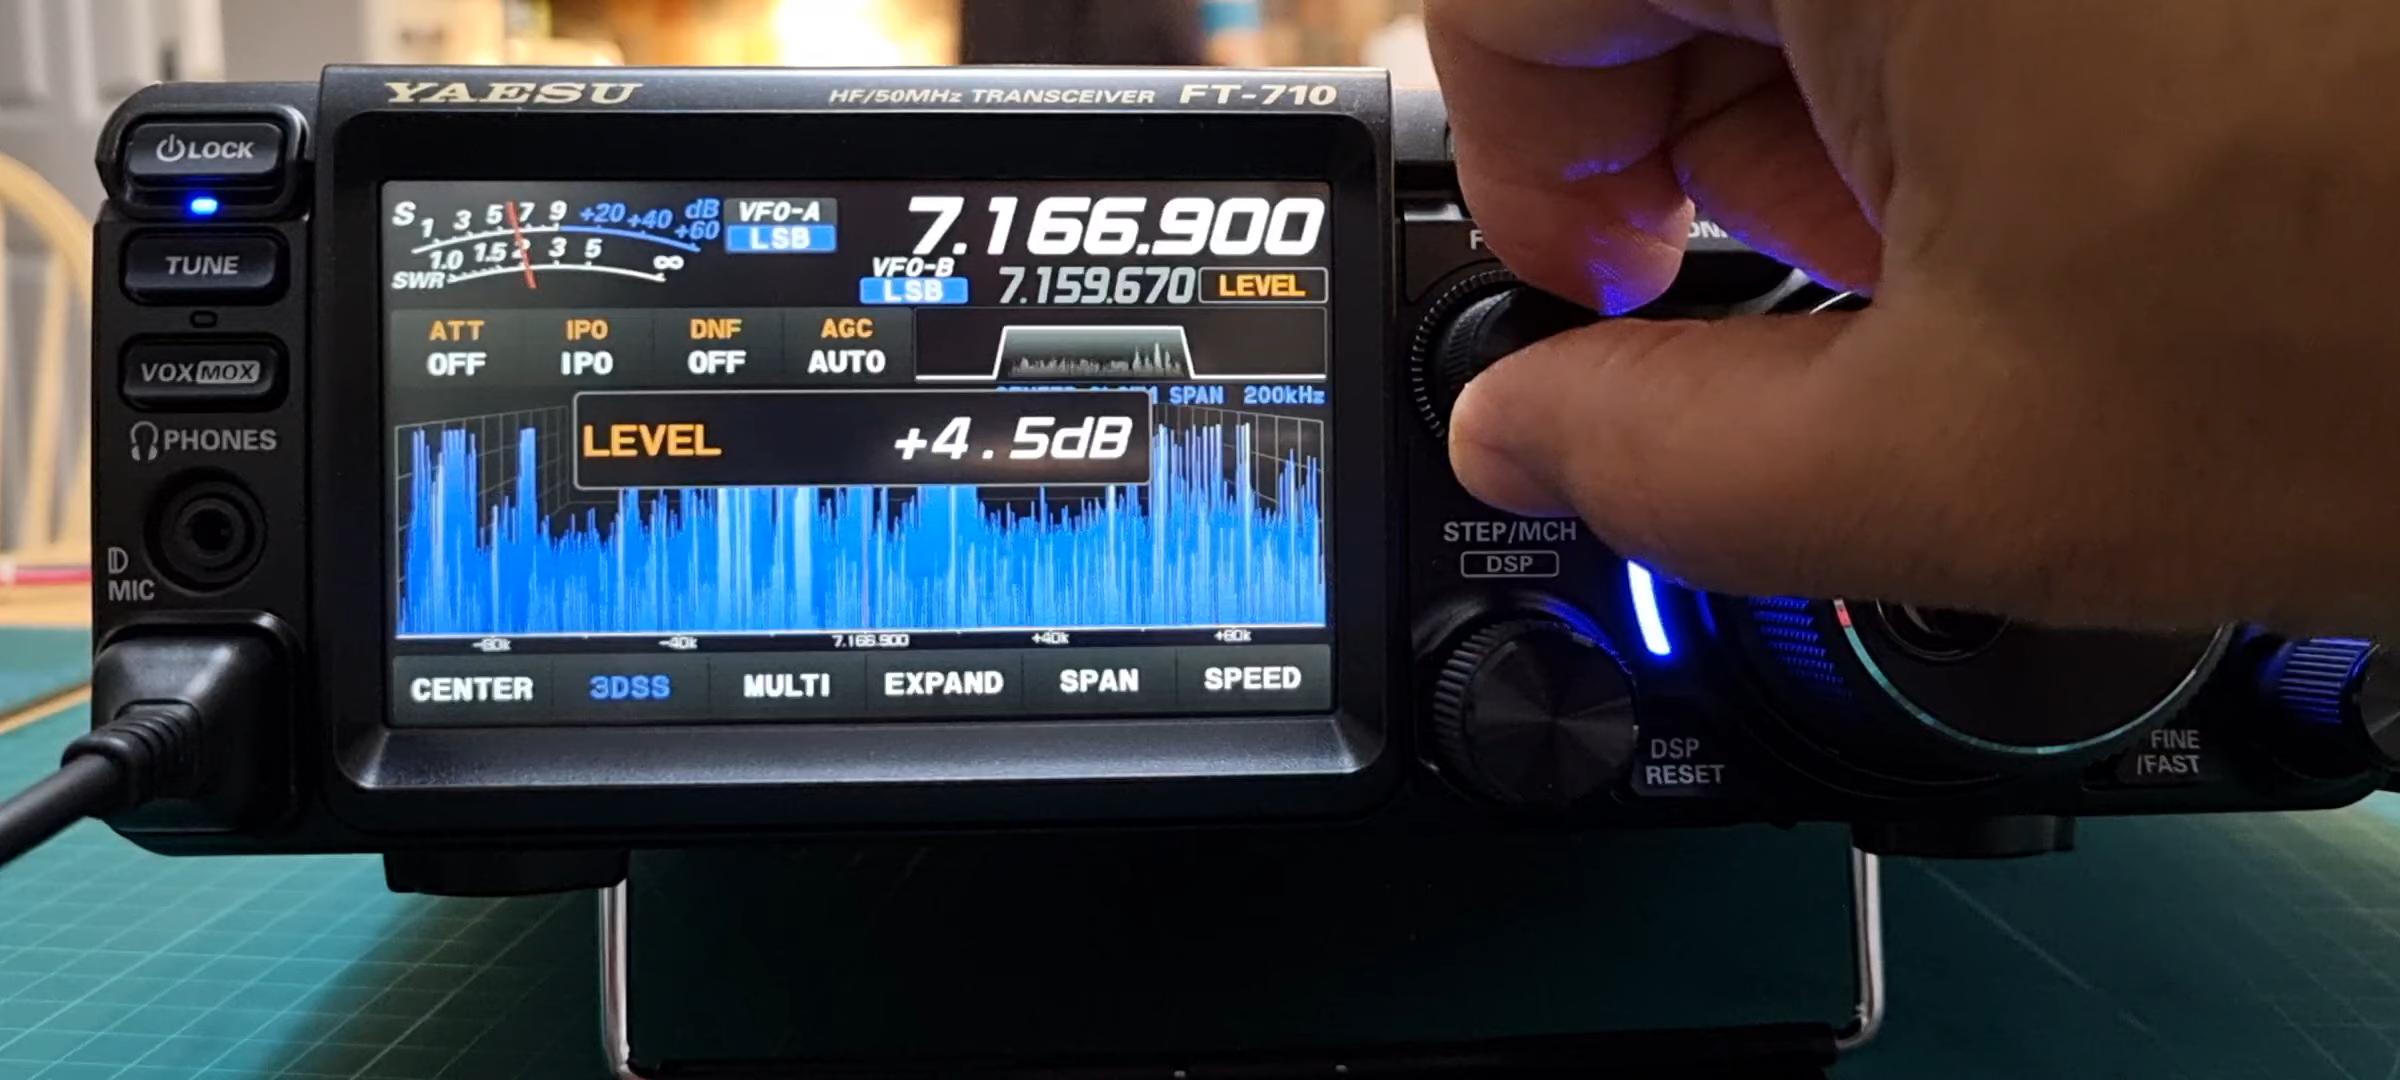 YAESU HF/50MHz TRANSCEIVER FT-710
LOCK
TUNE
VOX MOX
PHONES
MIC
S 1 3 5 7 9 +20 +40 +60 dB
SWR 1.0 1.5 2 3 5 ∞
VFO-A
LSB
7.166.900
VFO-B
LSB
7.159.670
LEVEL
ATT IPO DNF AGC
OFF IPO OFF AUTO
SPAN 200kHz
LEVEL +4.5dB
-80k -40k 7.166.900 +40k +80k
CENTER 3DSS MULTI EXPAND SPAN SPEED
STEP/MCH
DSP
DSP
RESET
FINE
/FAST